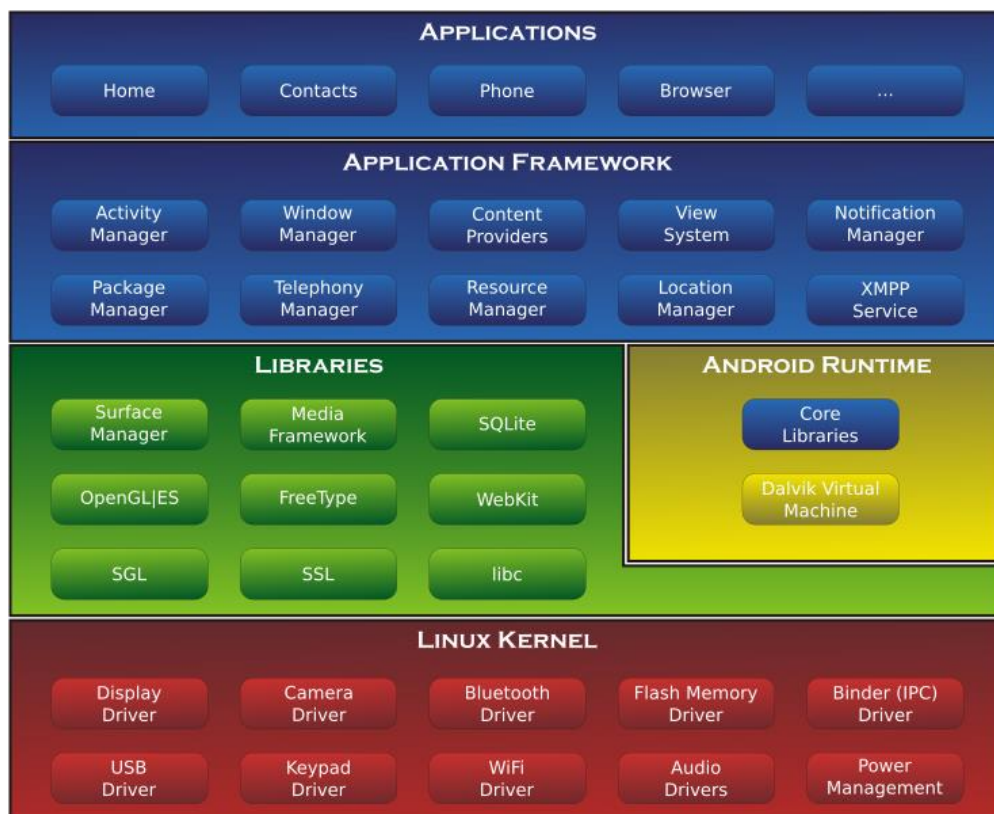 APPLICATIONS
Home
Contacts
Phone
Browser
...
APPLICATION FRAMEWORK
Activity
Manager
Window
Manager
Content
Providers
View
System
Notification
Manager
Package
Manager
Telephony
Manager
Resource
Manager
Location
Manager
XMPP
Service
LIBRARIES
Surface
Manager
Media
Framework
SQLite
OpenGL|ES
FreeType
WebKit
SGL
SSL
libc
ANDROID RUNTIME
Core
Libraries
Dalvik Virtual
Machine
LINUX KERNEL
Display
Driver
Camera
Driver
Bluetooth
Driver
Flash Memory
Driver
Binder (IPC)
Driver
USB
Driver
Keypad
Driver
WiFi
Driver
Audio
Drivers
Power
Management